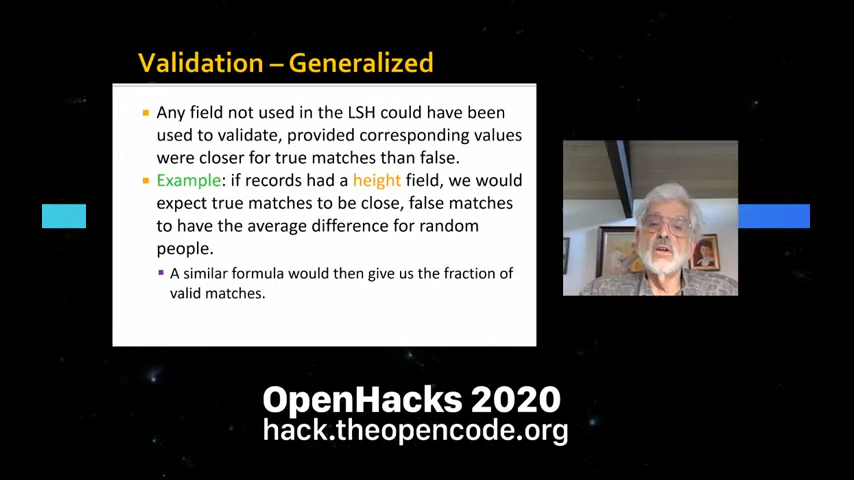 Validation – Generalized
Any field not used in the LSH could have been
used to validate, provided corresponding values
were closer for true matches than false.
Example: if records had a height field, we would
expect true matches to be close, false matches
to have the average difference for random
people.
A similar formula would then give us the fraction of
valid matches.
OpenHacks 2020
hack.theopencode.org